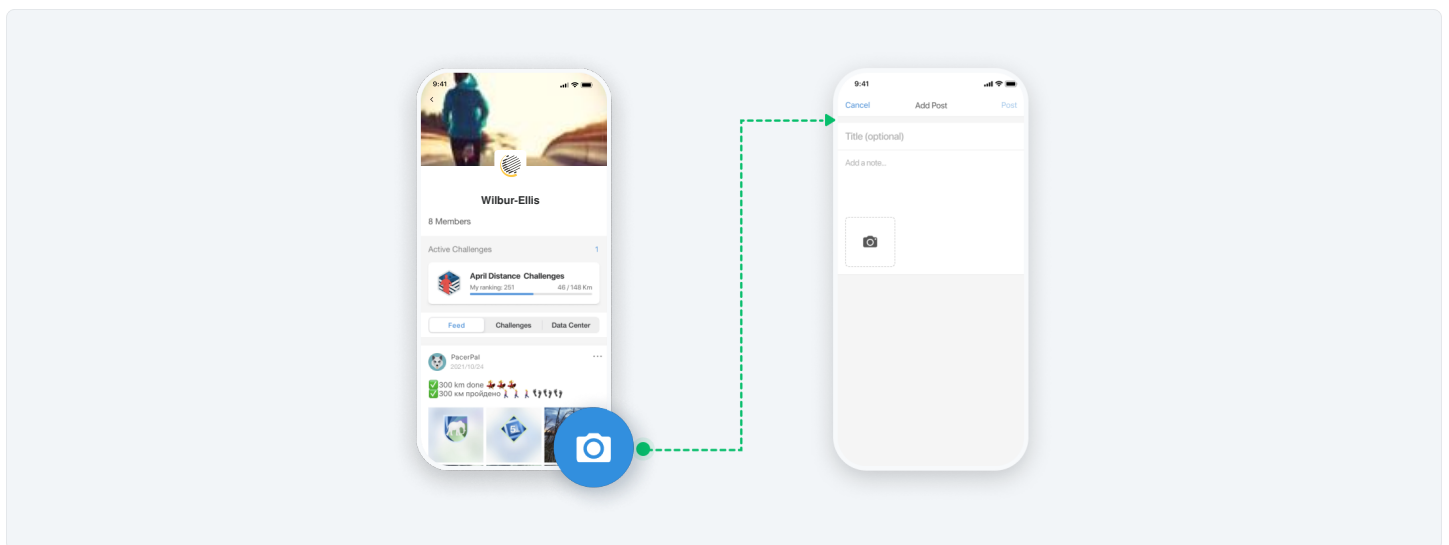 9:41
Wilbur-Ellis
8 Members
Active Challenges 1
April Distance Challenges
My ranking: 251 46 / 148 Km
Feed Challenges Data Center
PacerPal
2021/10/24
✅300 km done 💃💃💃
✅300 км пройдено🚶🚶🚶👣👣👣
9:41
Cancel Add Post Post
Title (optional)
Add a note...